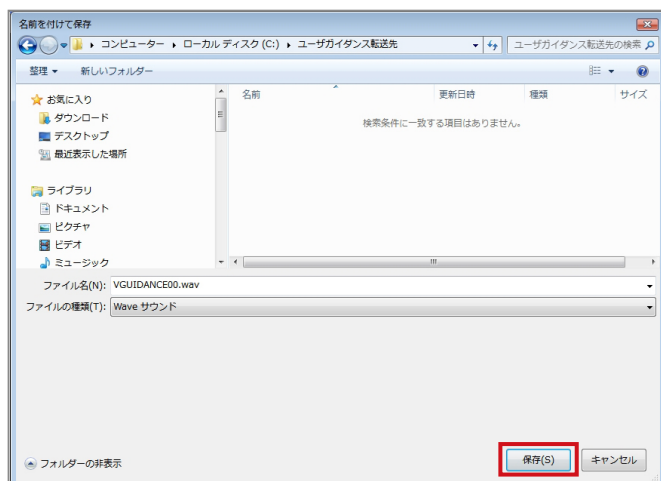 名前を付けて保存
コンピューター ▸ ローカル ディスク (C:) ▸ ユーザガイダンス転送先
ユーザガイダンス転送先の検索
整理 ▼ 新しいフォルダー
お気に入り
ダウンロード
デスクトップ
最近表示した場所
ライブラリ
ドキュメント
ピクチャ
ビデオ
ミュージック
名前 更新日時 種類 サイズ
検索条件に一致する項目はありません。
ファイル名(N): VGUIDANCE00.wav
ファイルの種類(T): Wave サウンド
フォルダーの非表示
保存(S) キャンセル